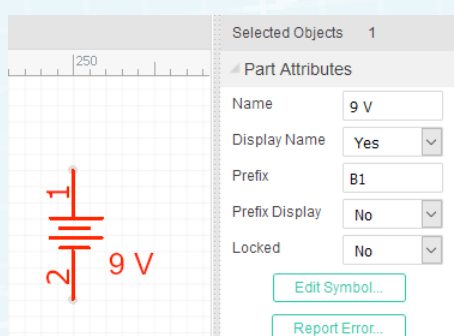 Selected Objects 1
250
Part Attributes
Name 9 V
Display Name Yes
Prefix B1
Prefix Display No
Locked No
Edit Symbol...
Report Error...
1
2
9 V